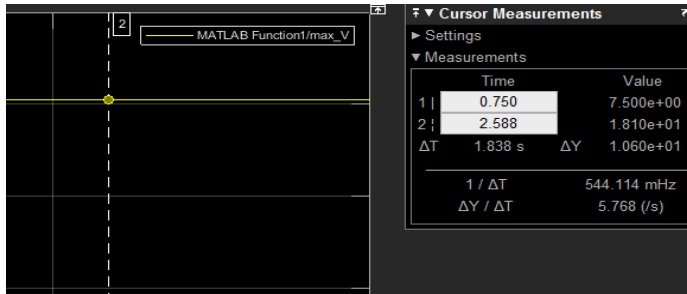 2
MATLAB Function1/max_V
Cursor Measurements
Settings
Measurements
Time Value
1 | 0.750 7.500e+00
2 ¦ 2.588 1.810e+01
ΔT 1.838 s ΔY 1.060e+01
1 / ΔT 544.114 mHz
ΔY / ΔT 5.768 (/s)